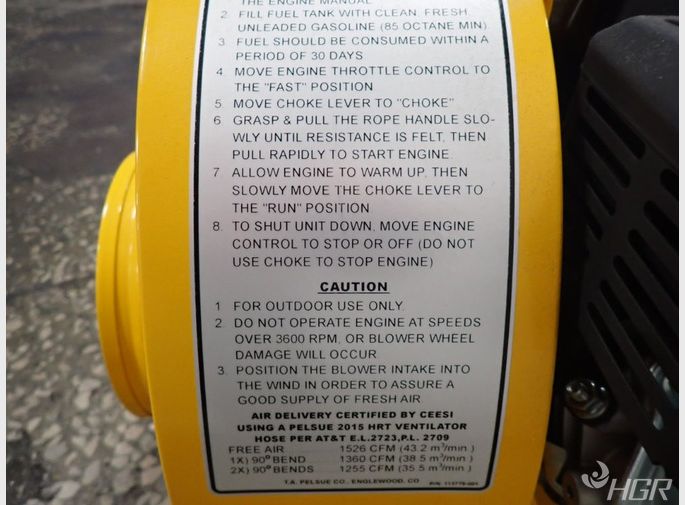 THE ENGINE MANUAL
2. FILL FUEL TANK WITH CLEAN, FRESH
UNLEADED GASOLINE (85 OCTANE MIN).
3 FUEL SHOULD BE CONSUMED WITHIN A
PERIOD OF 30 DAYS
4 MOVE ENGINE THROTTLE CONTROL TO
THE "FAST" POSITION
5 MOVE CHOKE LEVER TO "CHOKE"
6 GRASP & PULL THE ROPE HANDLE SLO-
WLY UNTIL RESISTANCE IS FELT, THEN
PULL RAPIDLY TO START ENGINE.
7 ALLOW ENGINE TO WARM UP, THEN
SLOWLY MOVE THE CHOKE LEVER TO
THE "RUN" POSITION
8. TO SHUT UNIT DOWN, MOVE ENGINE
CONTROL TO STOP OR OFF (DO NOT
USE CHOKE TO STOP ENGINE)
CAUTION
1 FOR OUTDOOR USE ONLY.
2. DO NOT OPERATE ENGINE AT SPEEDS
OVER 3600 RPM, OR BLOWER WHEEL
DAMAGE WILL OCCUR
3. POSITION THE BLOWER INTAKE INTO
THE WIND IN ORDER TO ASSURE A
GOOD SUPPLY OF FRESH AIR
AIR DELIVERY CERTIFIED BY CEESI
USING A PELSUE 2015 HRT VENTILATOR
HOSE PER AT&T E.L.2723,P.L. 2709
FREE AIR 1526 CFM (43.2 m³/min.)
1X) 90° BEND 1360 CFM (38.5 m³/min.)
2X) 90° BENDS 1255 CFM (35.5 m³/min.)
T.A. PELSUE CO., ENGLEWOOD, CO
HGR